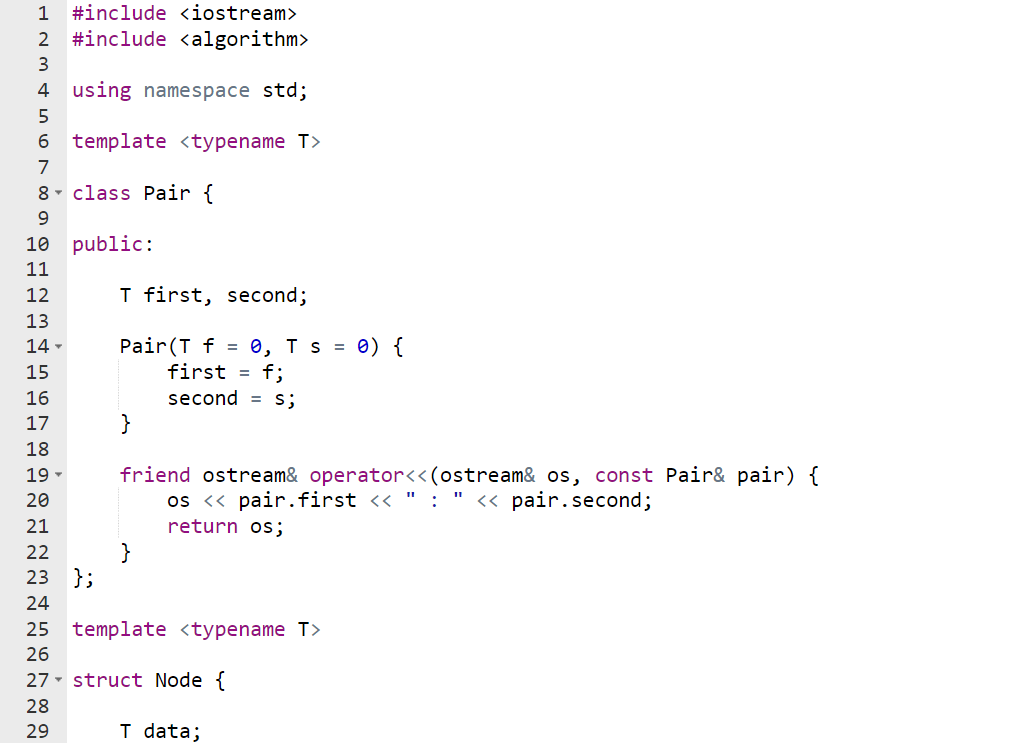 1 #include <iostream>
2 #include <algorithm>
3
4 using namespace std;
5
6 template <typename T>
7
8 class Pair {
9
10 public:
11
12     T first, second;
13
14     Pair(T f = 0, T s = 0) {
15         first = f;
16         second = s;
17     }
18
19     friend ostream& operator<<(ostream& os, const Pair& pair) {
20         os << pair.first << " : " << pair.second;
21         return os;
22     }
23 };
24
25 template <typename T>
26
27 struct Node {
28
29     T data;